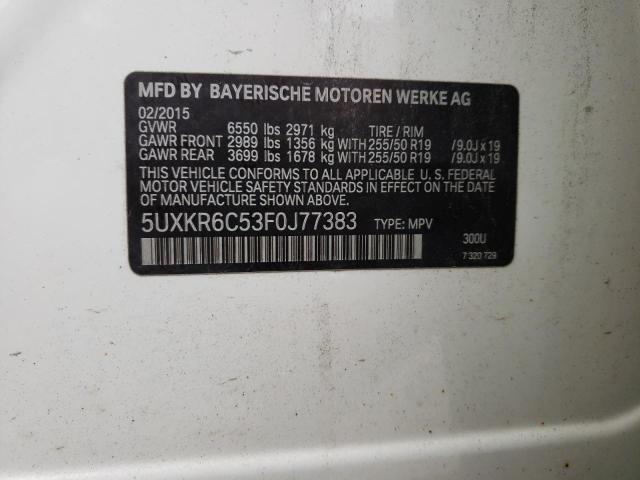 MFD BY BAYERISCHE MOTOREN WERKE AG
02/2015
GVWR 6550 lbs 2971 kg TIRE / RIM
GAWR FRONT 2989 lbs 1356 kg WITH 255/50 R19 /9.0J x 19
GAWR REAR 3699 lbs 1678 kg WITH 255/50 R19 /9.0J x 19
THIS VEHICLE CONFORMS TO ALL APPLICABLE U. S. FEDERAL
MOTOR VEHICLE SAFETY STANDARDS IN EFFECT ON THE DATE
OF MANUFACTURE SHOWN ABOVE.
5UXKR6C53F0J77383 TYPE: MPV
300U
7 320 729